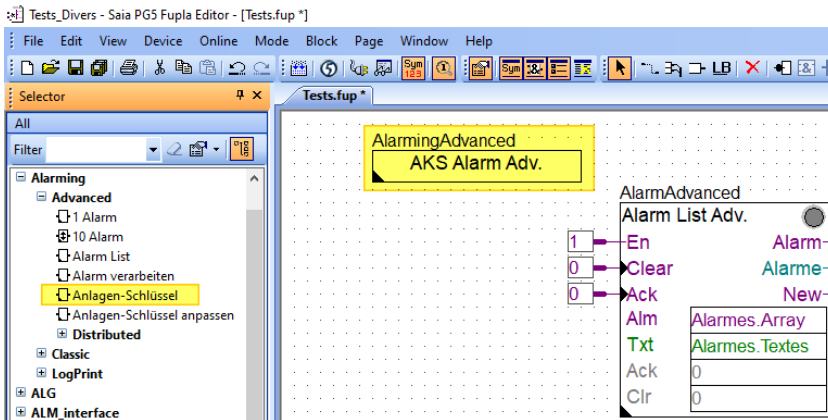 Tests_Divers - Saia PG5 Fupla Editor - [Tests.fup *]
File Edit View Device Online Mode Block Page Window Help
Sym 123 Sym LB
Selector
Tests.fup *
All
Filter
Alarming
Advanced
1 Alarm
10 Alarm
Alarm List
Alarm verarbeiten
Anlagen-Schlüssel
Anlagen-Schlüssel anpassen
Distributed
Classic
LogPrint
ALG
ALM_interface
AlarmingAdvanced
AKS Alarm Adv.
AlarmAdvanced
Alarm List Adv.
1 En Alarm
0 Clear Alarme
0 Ack New
Alm Alarmes.Array
Txt Alarmes.Textes
Ack 0
Clr 0